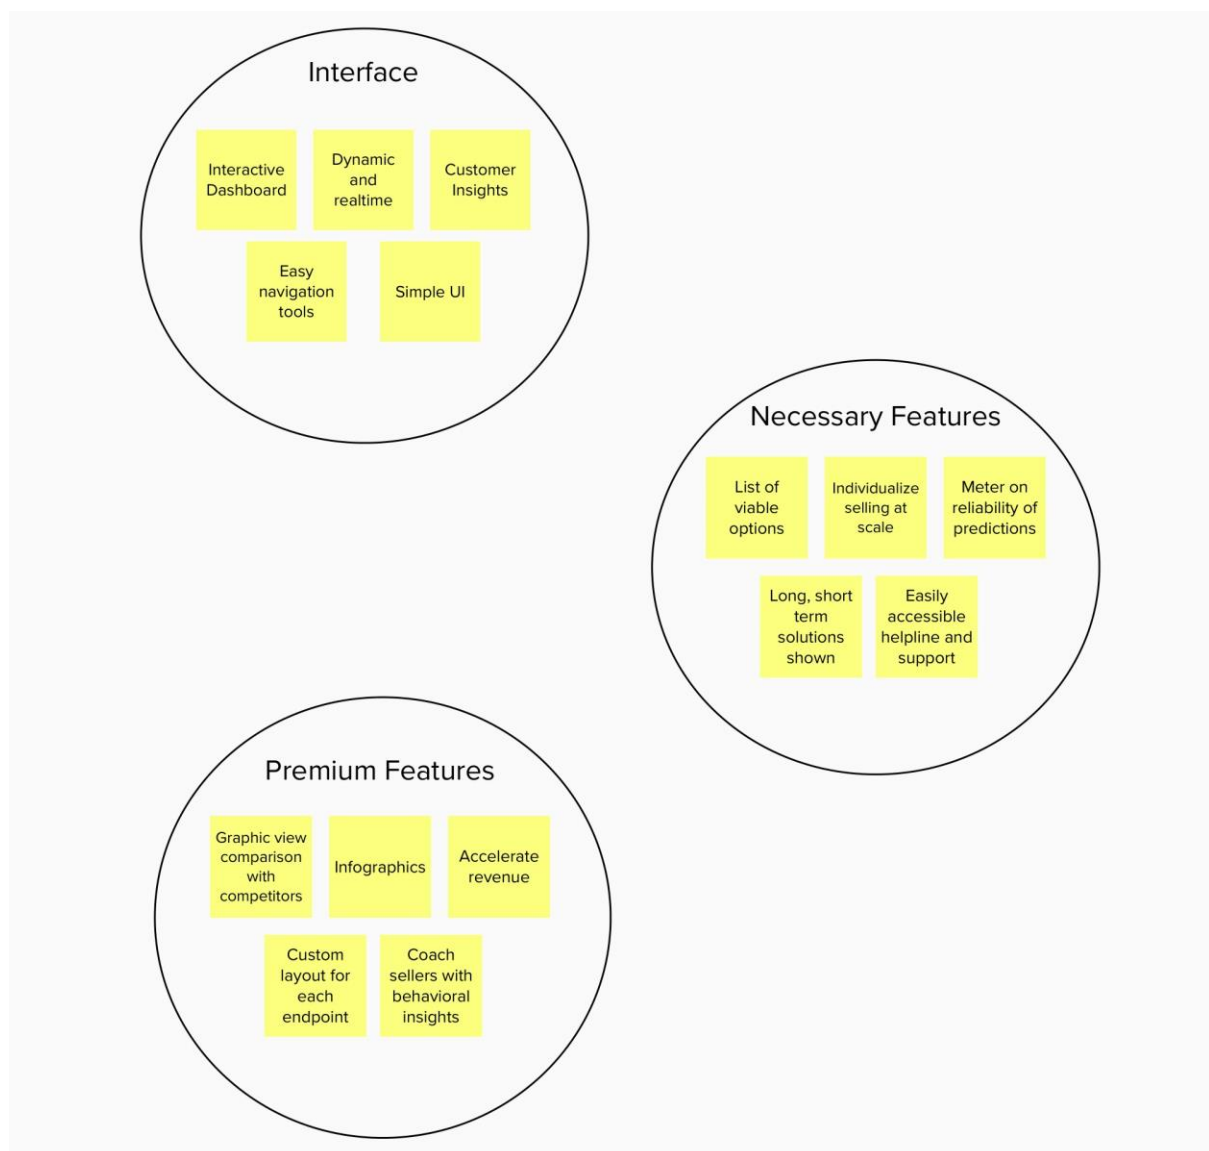 Interface
Interactive
Dashboard
Dynamic
and
realtime
Customer
Insights
Easy
navigation
tools
Simple UI
Necessary Features
List of
viable
options
Individualize
selling at
scale
Meter on
reliability of
predictions
Long, short
term
solutions
shown
Easily
accessible
helpline and
support
Premium Features
Graphic view
comparison
with
competitors
Infographics
Accelerate
revenue
Custom
layout for
each
endpoint
Coach
sellers with
behavioral
insights